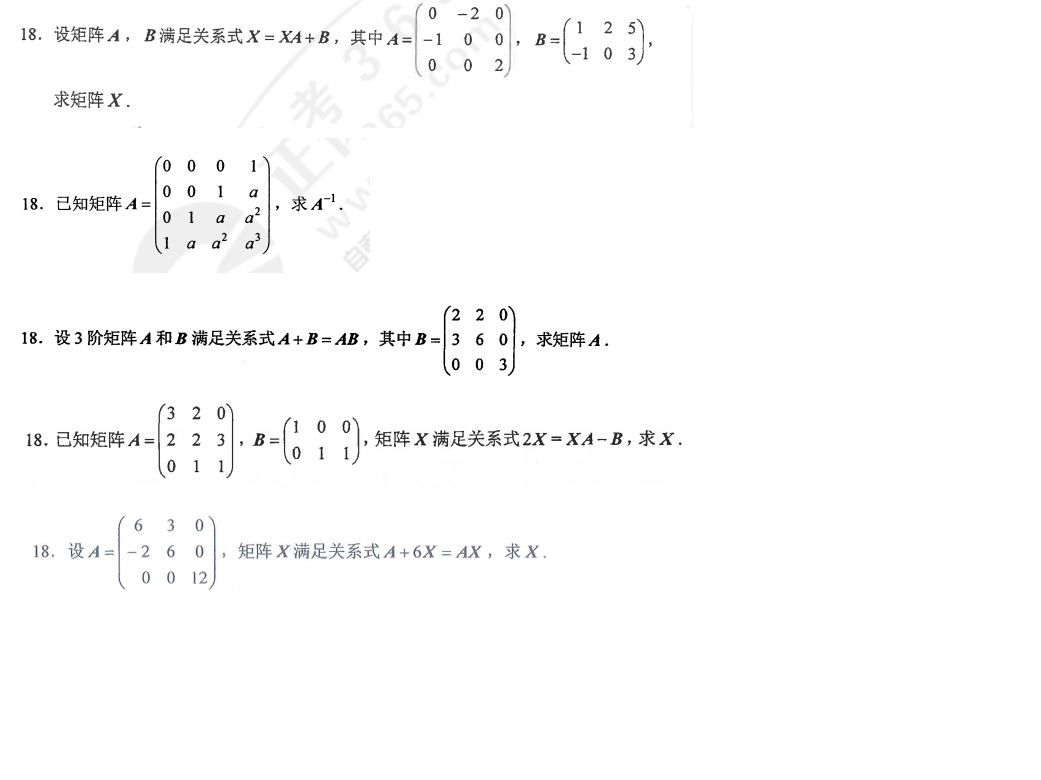 18. 设矩阵 A， B 满足关系式 X = XA + B，其中 A = \begin{pmatrix} 0 & -2 & 0 \\ -1 & 0 & 0 \\ 0 & 0 & 2 \end{pmatrix}， B = \begin{pmatrix} 1 & 2 & 5 \\ -1 & 0 & 3 \end{pmatrix}，
求矩阵 X．
18. 已知矩阵 A = \begin{pmatrix} 0 & 0 & 0 & 1 \\ 0 & 0 & 1 & a \\ 0 & 1 & a & a^2 \\ 1 & a & a^2 & a^3 \end{pmatrix}，求 A^{-1}．
18. 设 3 阶矩阵 A 和 B 满足关系式 A + B = AB，其中 B = \begin{pmatrix} 2 & 2 & 0 \\ 3 & 6 & 0 \\ 0 & 0 & 3 \end{pmatrix}，求矩阵 A．
18. 已知矩阵 A = \begin{pmatrix} 3 & 2 & 0 \\ 2 & 2 & 3 \\ 0 & 1 & 1 \end{pmatrix}，B = \begin{pmatrix} 1 & 0 & 0 \\ 0 & 1 & 1 \end{pmatrix}，矩阵 X 满足关系式 2X = XA − B，求 X．
18. 设 A = \begin{pmatrix} 6 & 3 & 0 \\ -2 & 6 & 0 \\ 0 & 0 & 12 \end{pmatrix}，矩阵 X 满足关系式 A + 6X = AX，求 X．